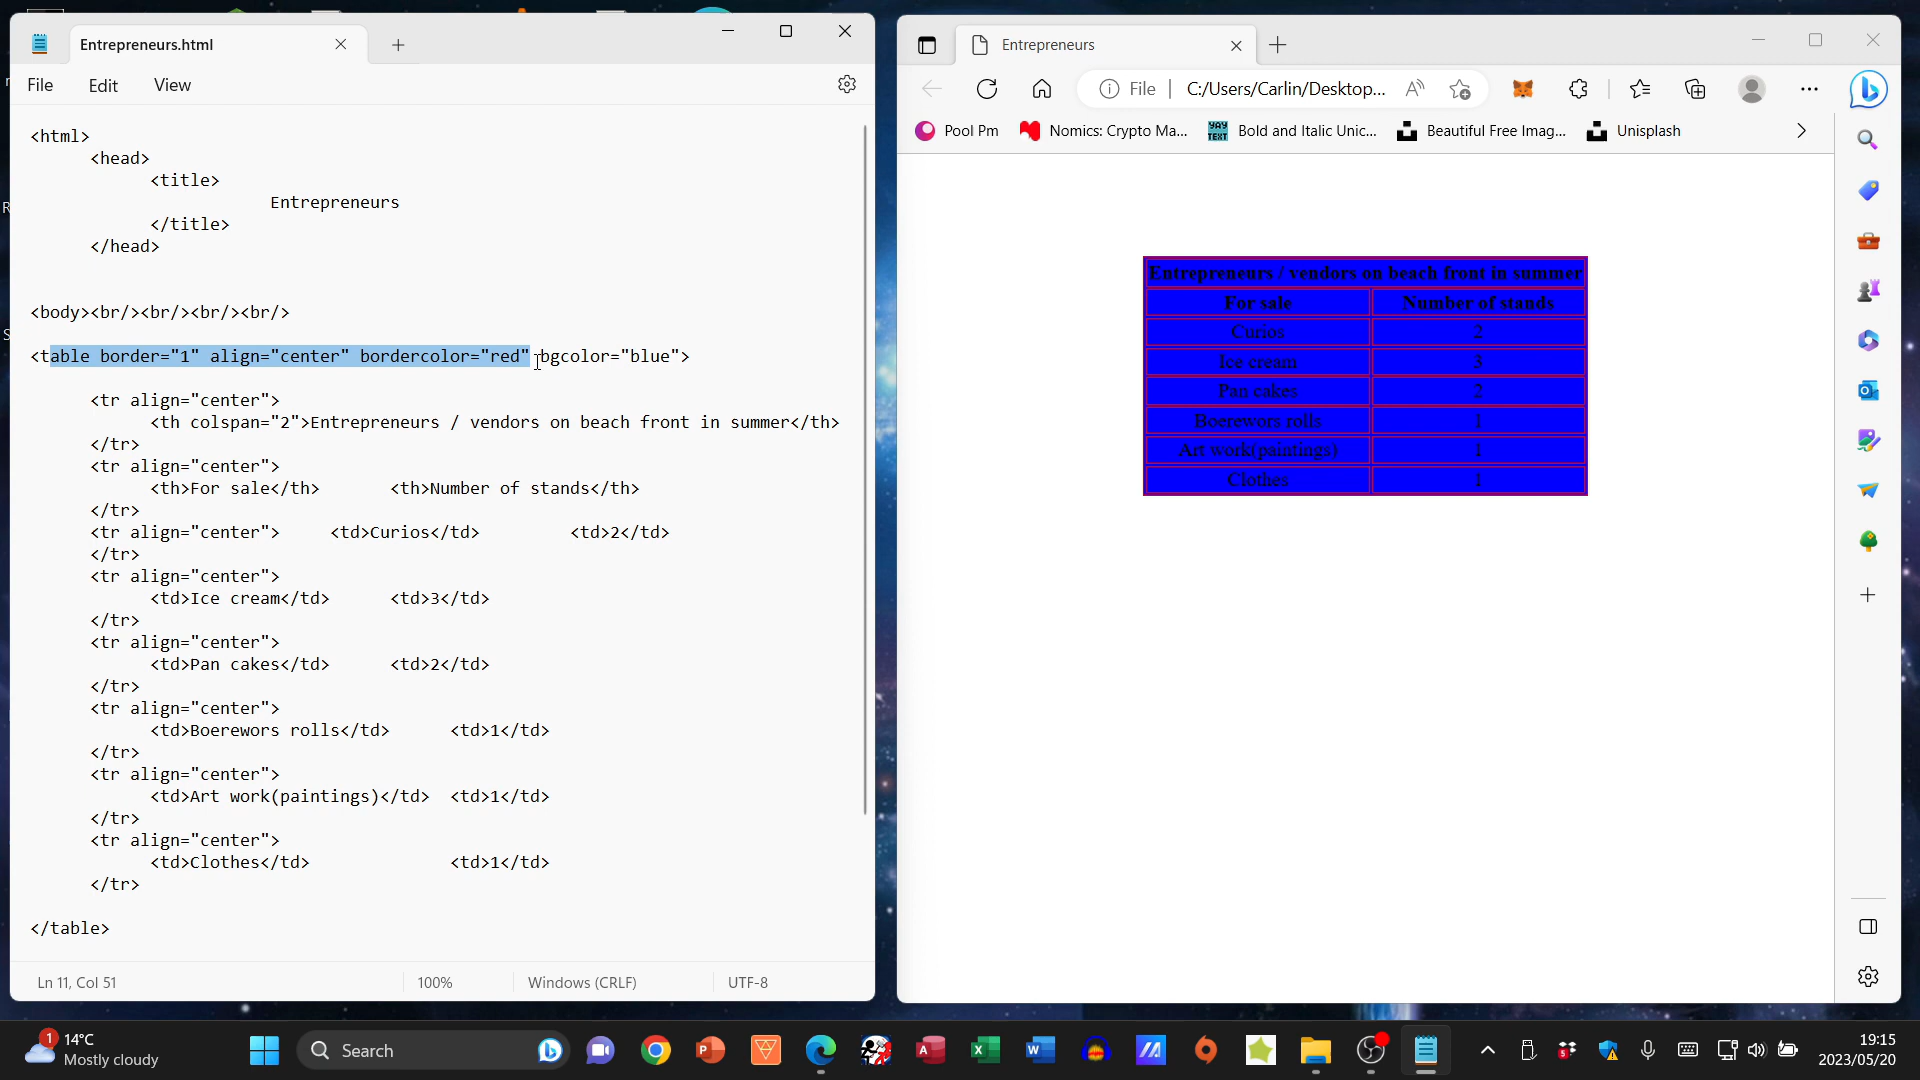 Entrepreneurs.html
File Edit View
<html>
<head>
<title>
Entrepreneurs
</title>
</head>
<body><br/><br/><br/><br/>
<table border="1" align="center" bordercolor="red" bgcolor="blue">
<tr align="center">
<th colspan="2">Entrepreneurs / vendors on beach front in summer</th>
</tr>
<tr align="center">
<th>For sale</th> <th>Number of stands</th>
</tr>
<tr align="center"> <td>Curios</td> <td>2</td>
</tr>
<tr align="center">
<td>Ice cream</td> <td>3</td>
</tr>
<tr align="center">
<td>Pan cakes</td> <td>2</td>
</tr>
<tr align="center">
<td>Boerewors rolls</td> <td>1</td>
</tr>
<tr align="center">
<td>Art work(paintings)</td> <td>1</td>
</tr>
<tr align="center">
<td>Clothes</td> <td>1</td>
</tr>
</table>
Ln 11, Col 51 100% Windows (CRLF) UTF-8
Entrepreneurs
File C:/Users/Carlin/Desktop...
Pool Pm Nomics: Crypto Ma... Bold and Italic Unic... Beautiful Free Imag... Unisplash
Entrepreneurs / vendors on beach front in summer
For sale Number of stands
Curios 2
Ice cream 3
Pan cakes 2
Boerewors rolls 1
Art work(paintings) 1
Clothes 1
1 14°C
Mostly cloudy
Search
19:15
2023/05/20